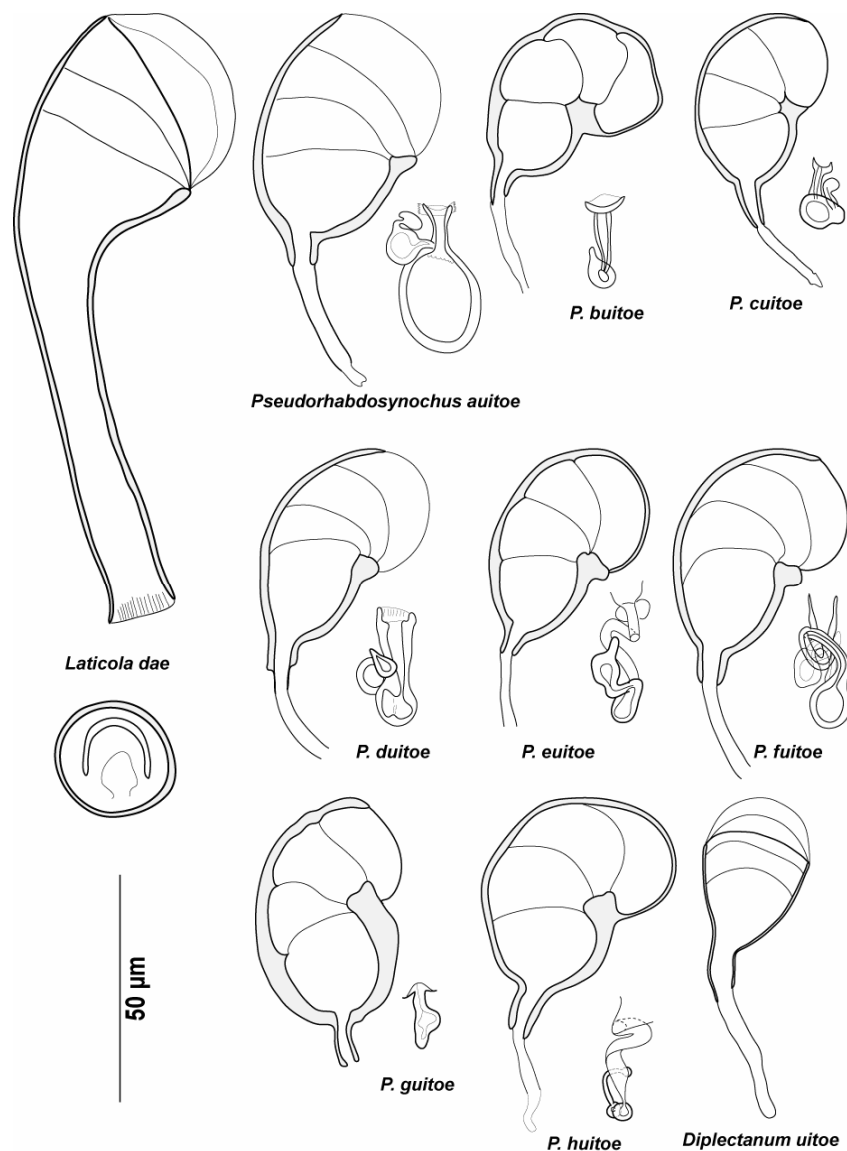 P. buitoe
P. cuitoe
Pseudorhabdosynochus auitoe
Laticola dae
P. duitoe
P. euitoe
P. fuitoe
50 µm
P. guitoe
P. huitoe
Diplectanum uitoe